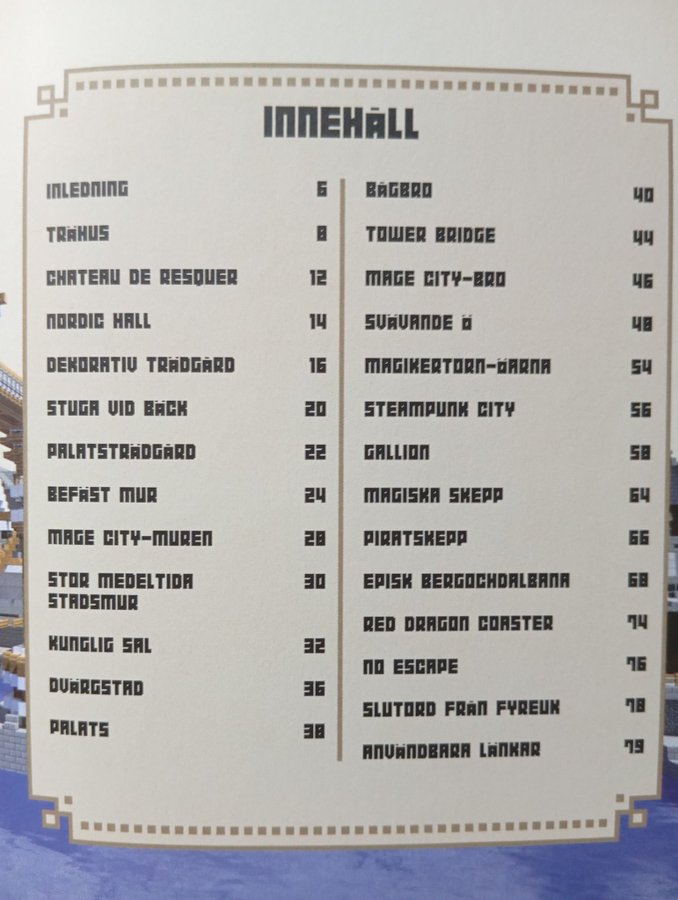 INNEHÅLL
INLEDNING 6
TRÄHUS 8
CHATEAU DE RESQUER 12
NORDIC HALL 14
DEKORATIV TRÄDGÅRD 16
STUGA VID BÄCK 20
PALATSTRÄDGÅRD 22
BEFÄST MUR 24
MAGE CITY-MUREN 28
STOR MEDELTIDA 30
STADSMUR
KUNGLIG SAL 32
DVÄRGSTAD 36
PALATS 38
BÅGBRO 40
TOWER BRIDGE 44
MAGE CITY-BRO 46
SVÄVANDE Ö 48
MAGIKERTORN-ÖARNA 54
STEAMPUNK CITY 56
GALLION 58
MAGISKA SKEPP 64
PIRATSKEPP 66
EPISK BERGOCHDALBANA 68
RED DRAGON COASTER 74
NO ESCAPE 76
SLUTORD FRÅN FYREUK 78
ANVÄNDBARA LÄNKAR 79